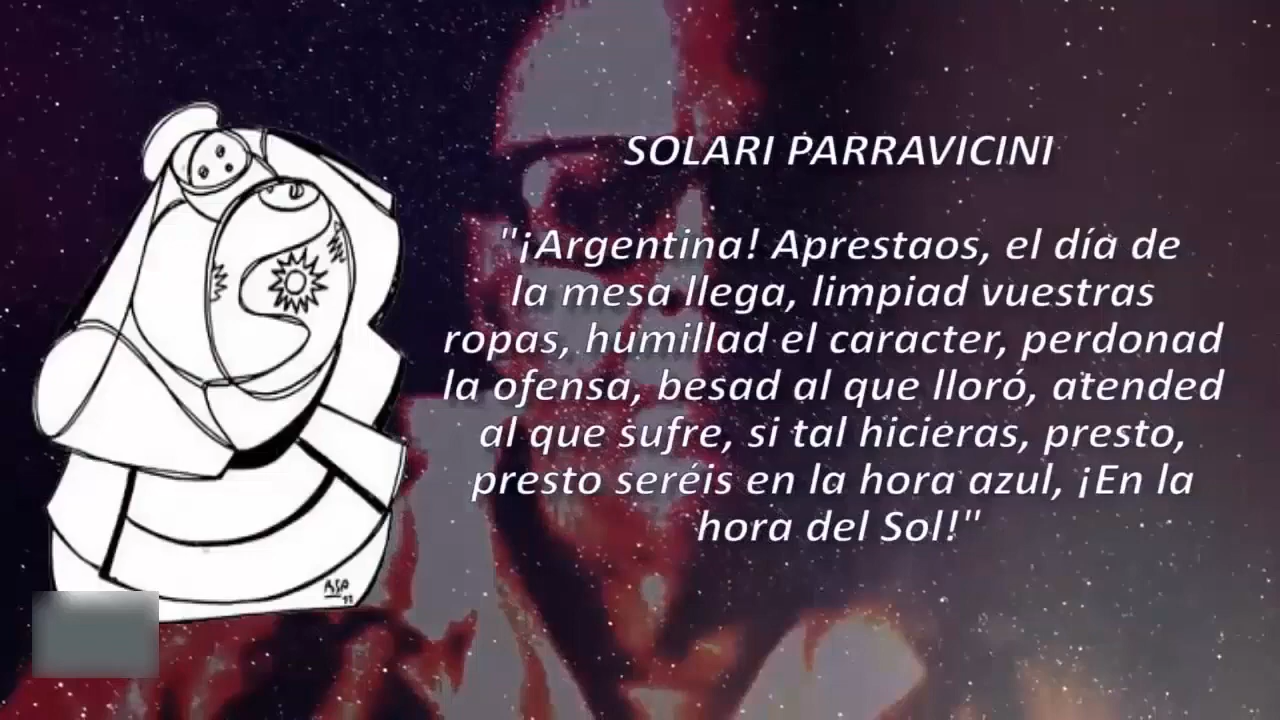 SOLARI PARRAVICINI
"¡Argentina! Aprestaos, el día de
la mesa llega, limpiad vuestras
ropas, humillad el caracter, perdonad
la ofensa, besad al que lloró, atended
al que sufre, si tal hicieras, presto,
presto seréis en la hora azul, ¡En la
hora del Sol!"